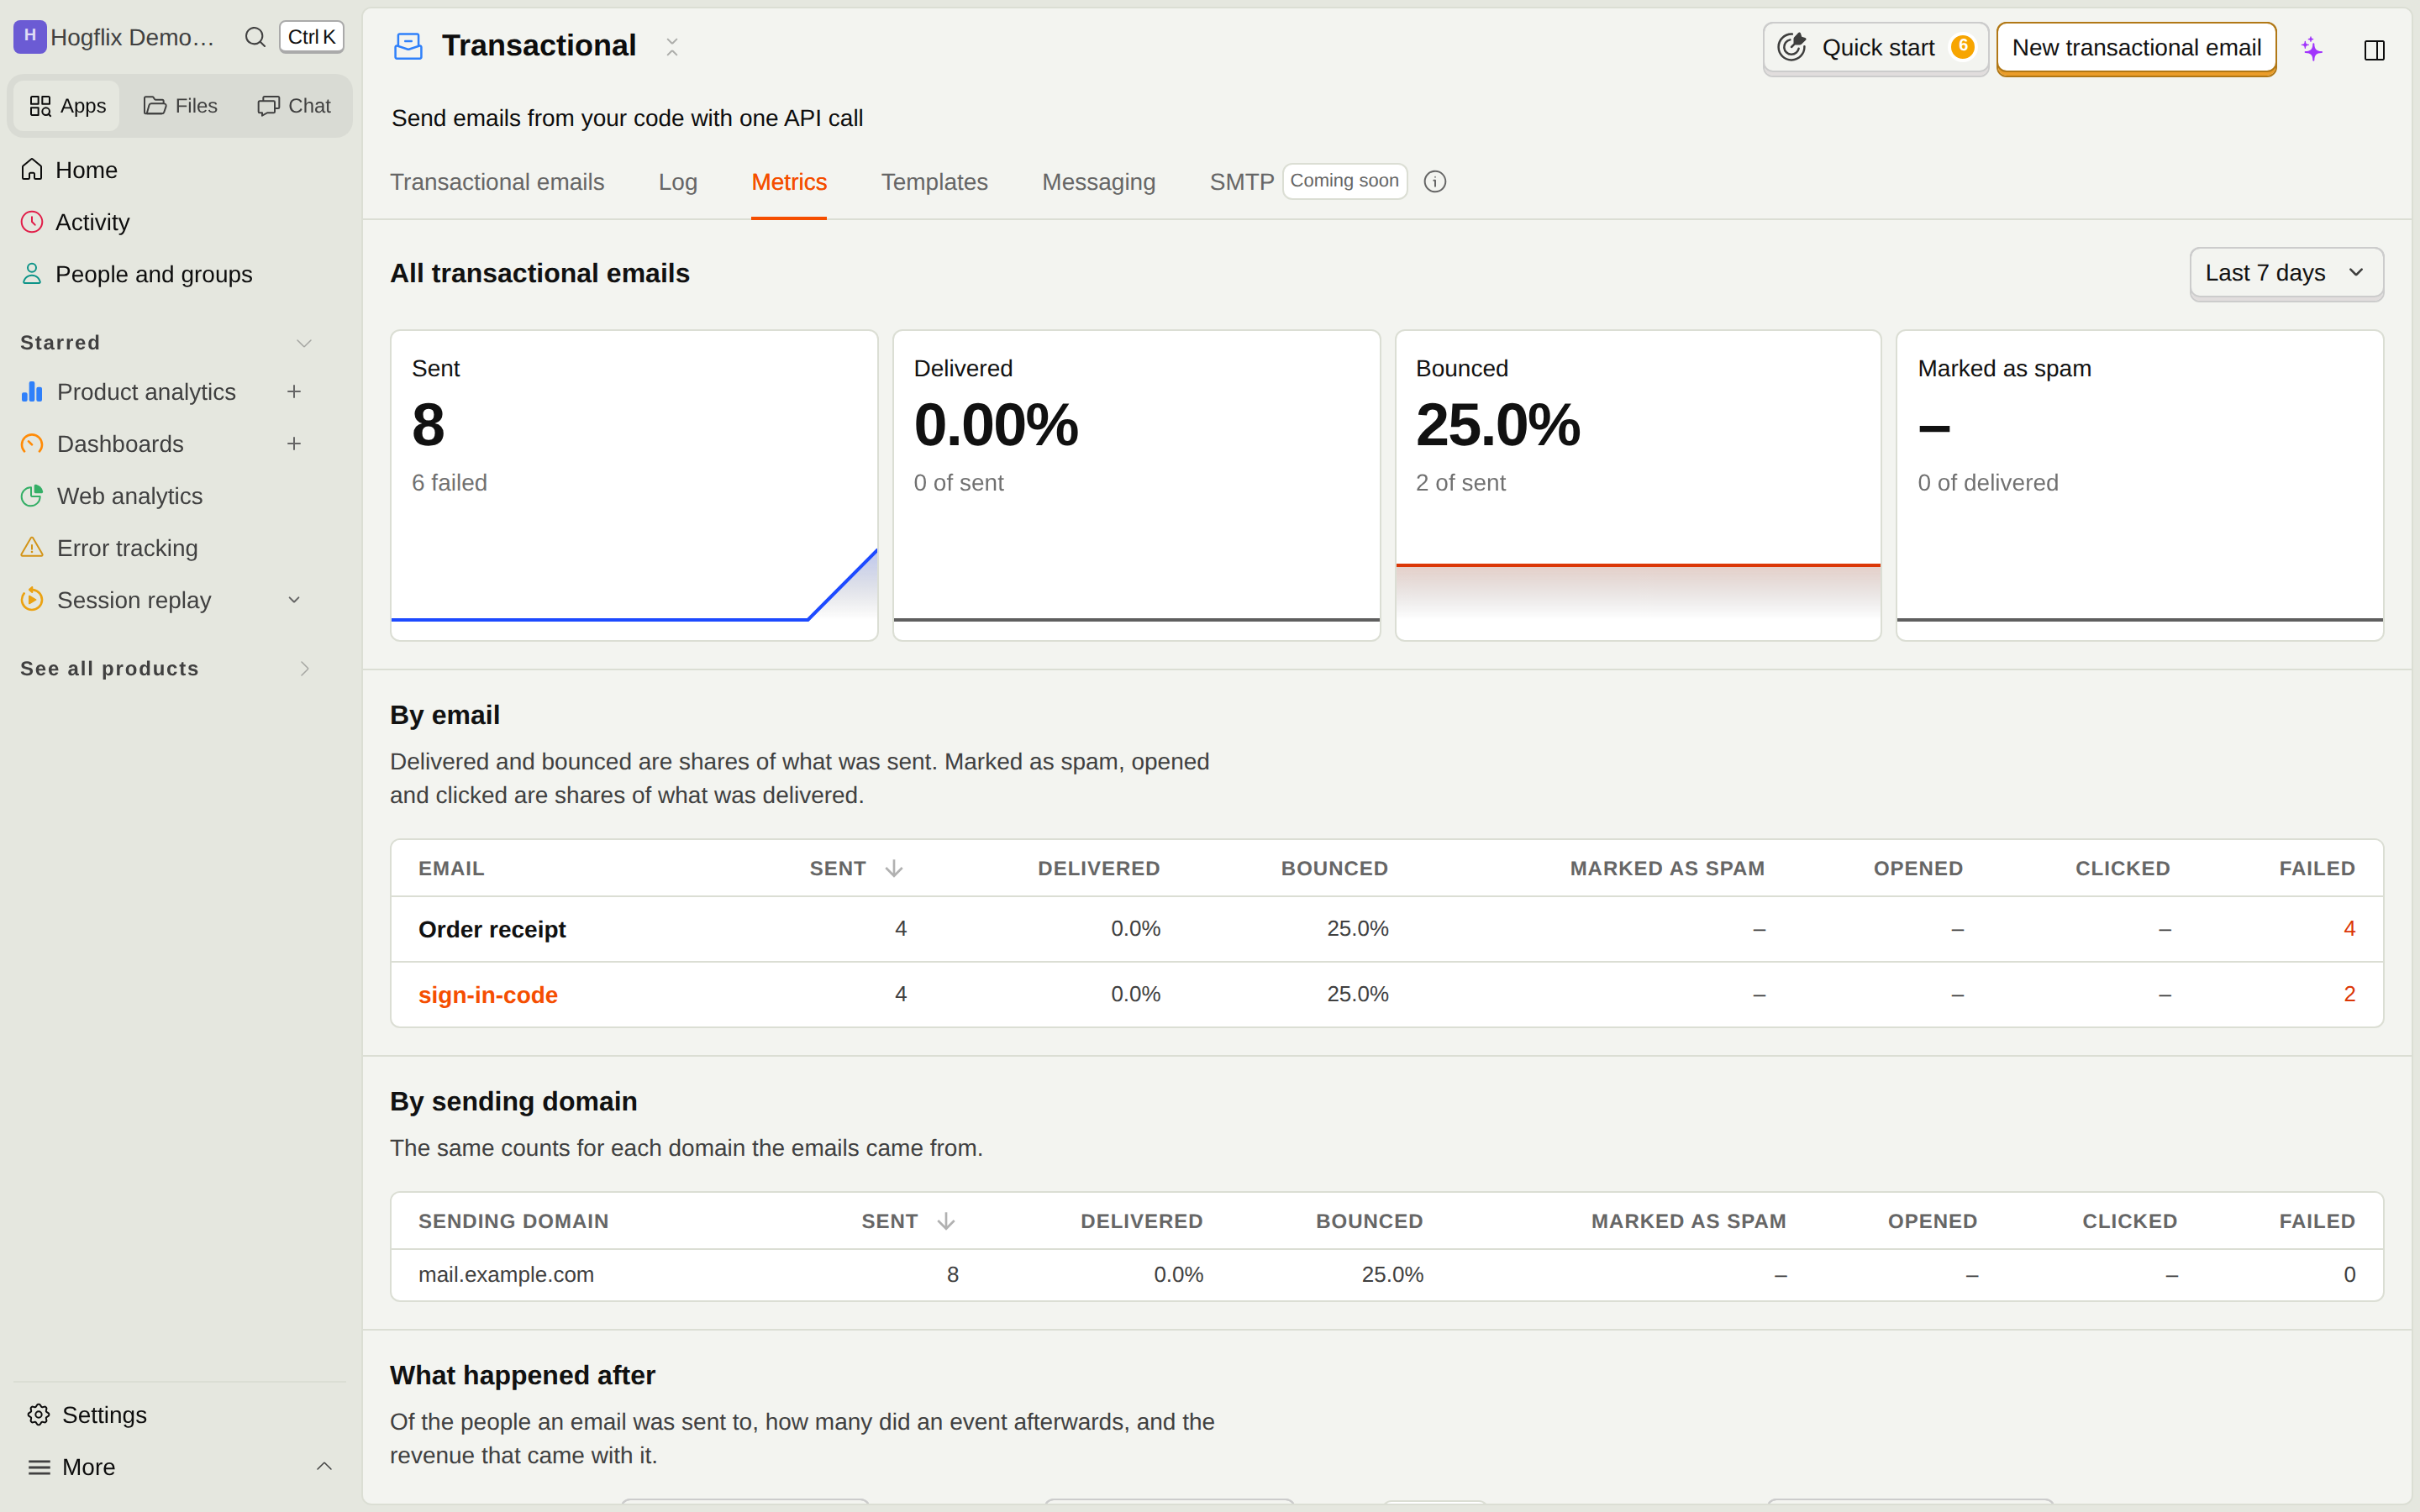 H Hogflix Demo… Ctrl K
Apps Files Chat
Home
Activity
People and groups
Starred
Product analytics
Dashboards
Web analytics
Error tracking
Session replay
See all products
Settings
More
Transactional
Quick start 6 New transactional email
Send emails from your code with one API call
Transactional emails Log Metrics Templates Messaging SMTP Coming soon
All transactional emails
Last 7 days
Sent
8
6 failed
Delivered
0.00%
0 of sent
Bounced
25.0%
2 of sent
Marked as spam
–
0 of delivered
By email
Delivered and bounced are shares of what was sent. Marked as spam, opened
and clicked are shares of what was delivered.
EMAIL SENT DELIVERED BOUNCED MARKED AS SPAM OPENED CLICKED FAILED
Order receipt 4 0.0% 25.0% – – – 4
sign-in-code 4 0.0% 25.0% – – – 2
By sending domain
The same counts for each domain the emails came from.
SENDING DOMAIN SENT DELIVERED BOUNCED MARKED AS SPAM OPENED CLICKED FAILED
mail.example.com 8 0.0% 25.0% – – – 0
What happened after
Of the people an email was sent to, how many did an event afterwards, and the
revenue that came with it.